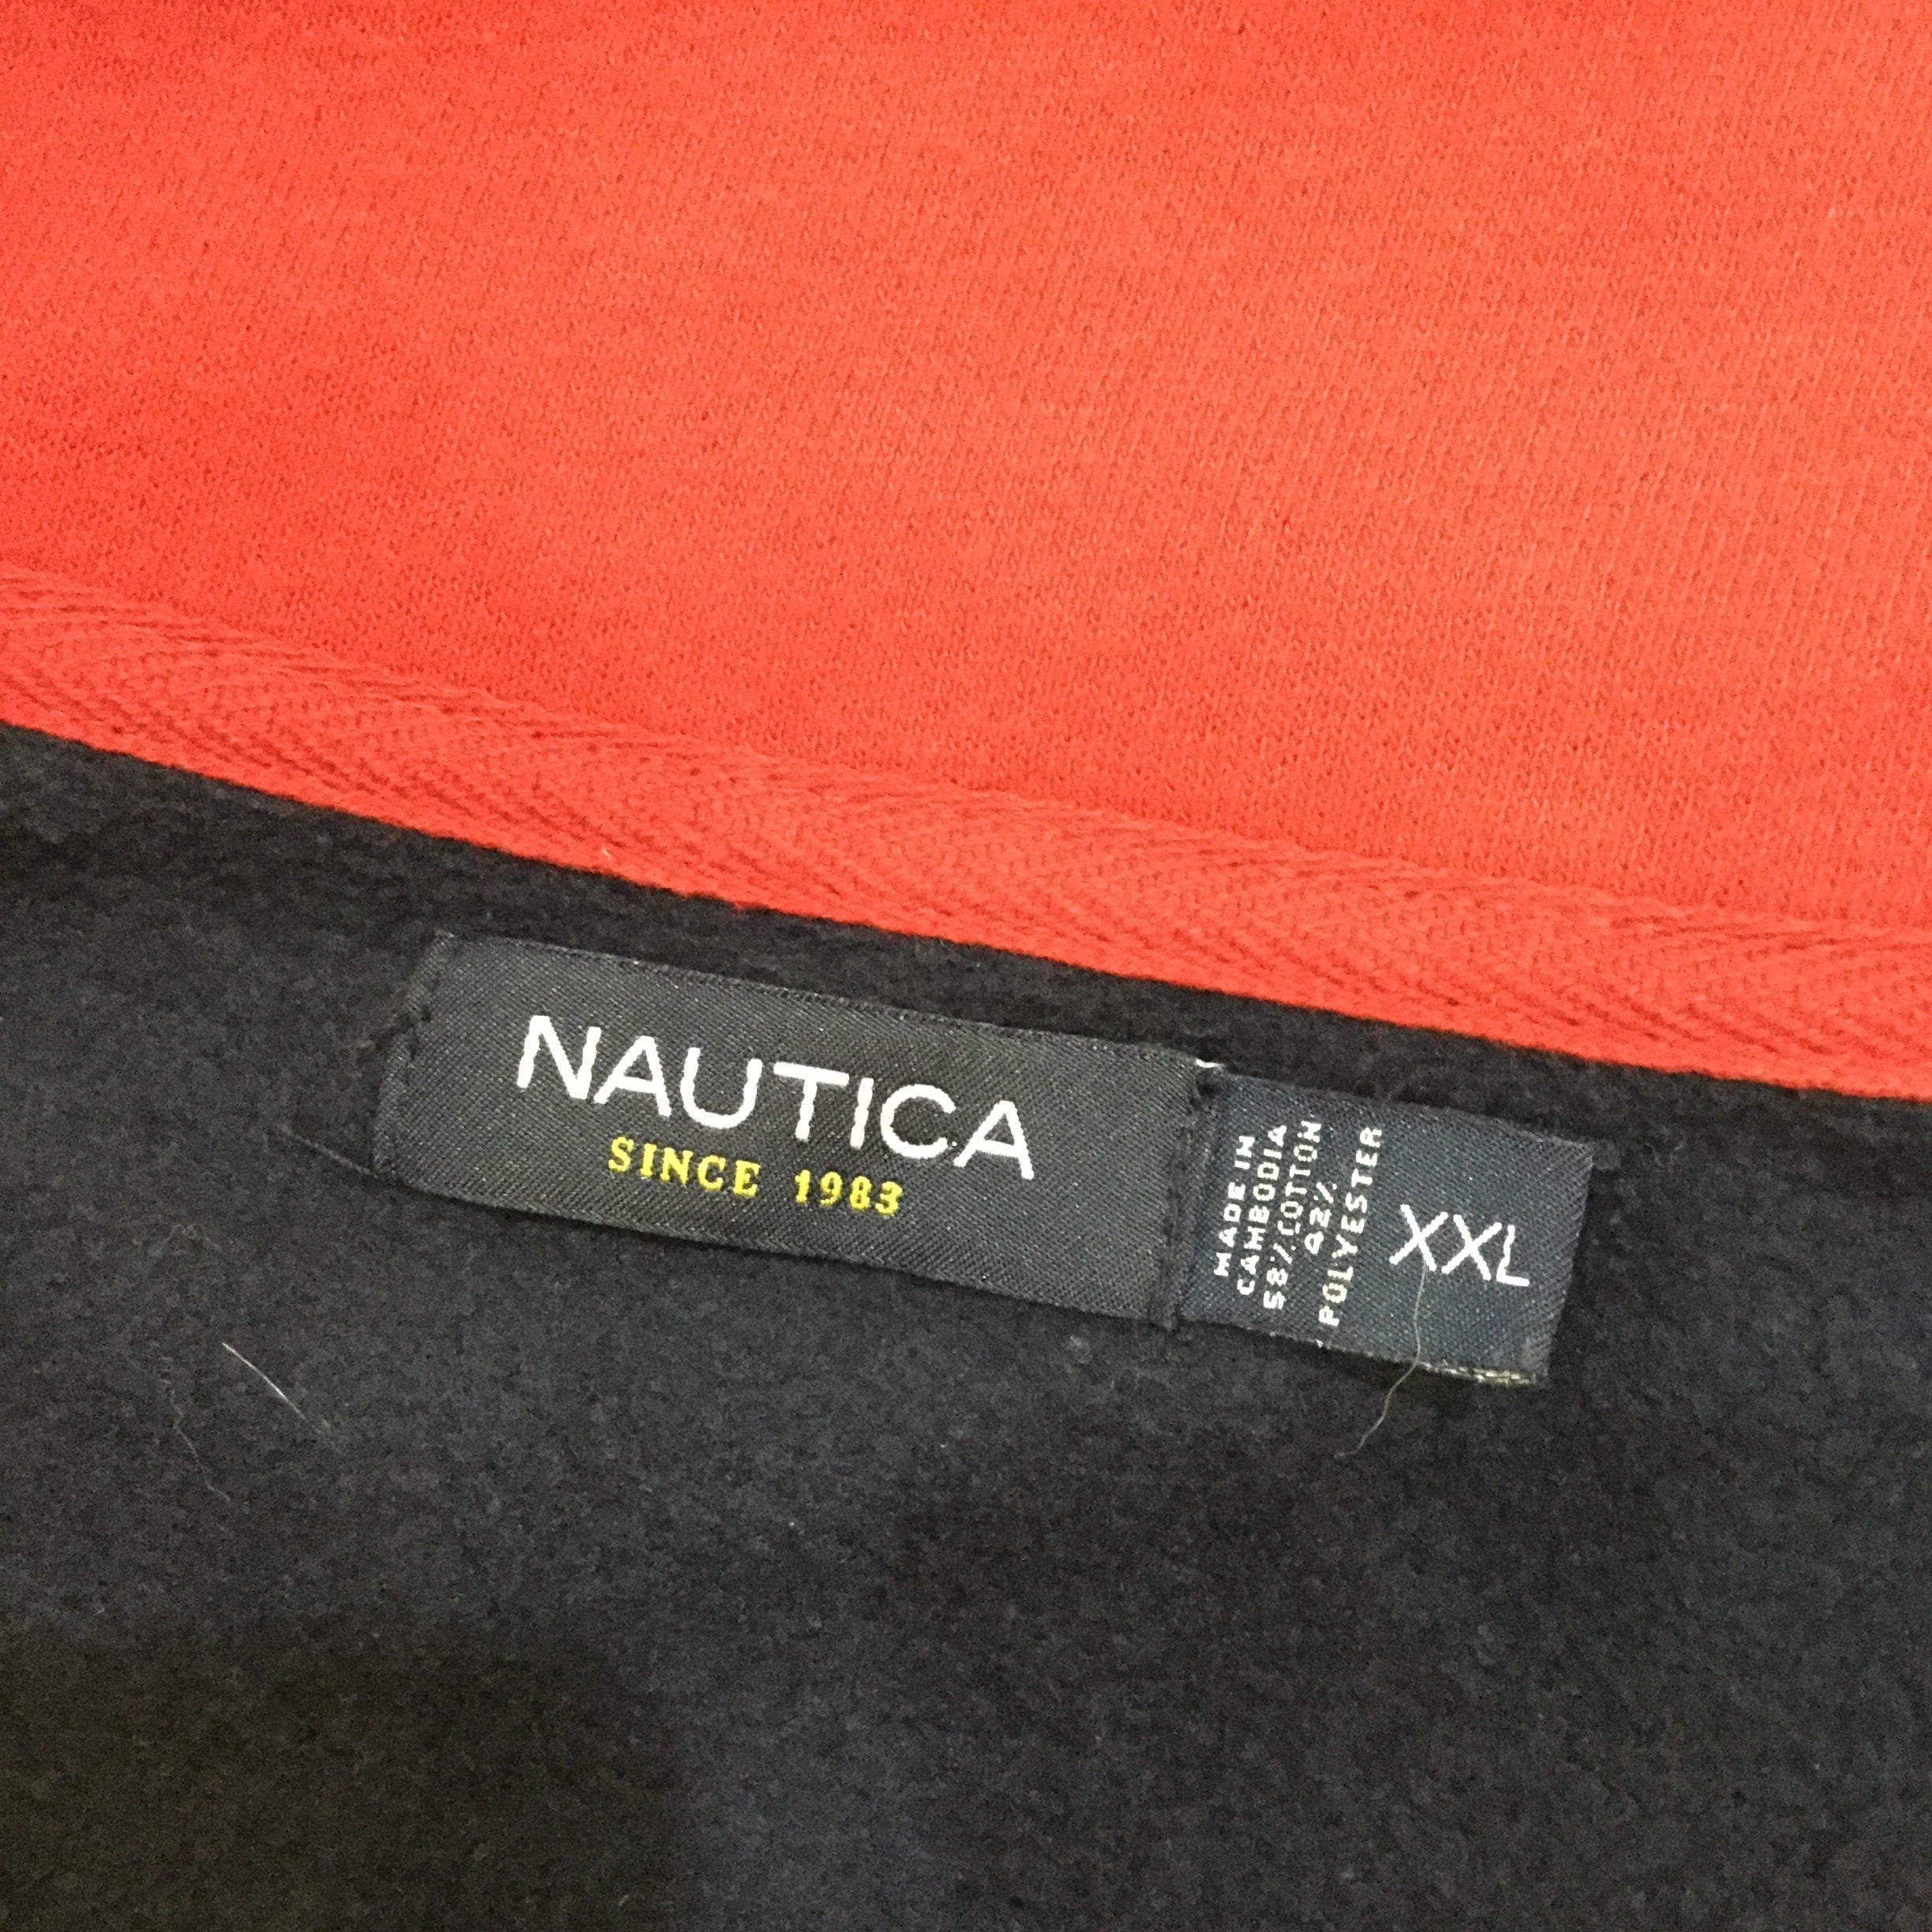 NAUTICA
SINCE 1983
MADE IN
CAMBODIA
58% COTTON
42%
POLYESTER
XXL